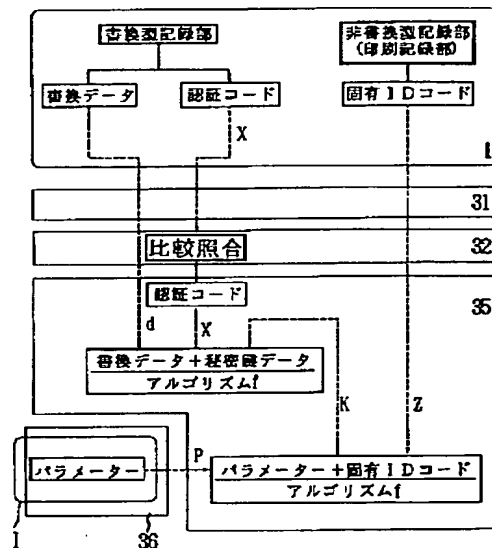 書換型記録部
非書換型記録部
(印刷記録部)
書換データ
認証コード
固有IDコード
X
1
31
比較照合
32
認証コード
35
d
X
書換データ+秘密鍵データ
アルゴリズムf
K
Z
パラメーター
P
パラメーター+固有IDコード
アルゴリズムf
1
36